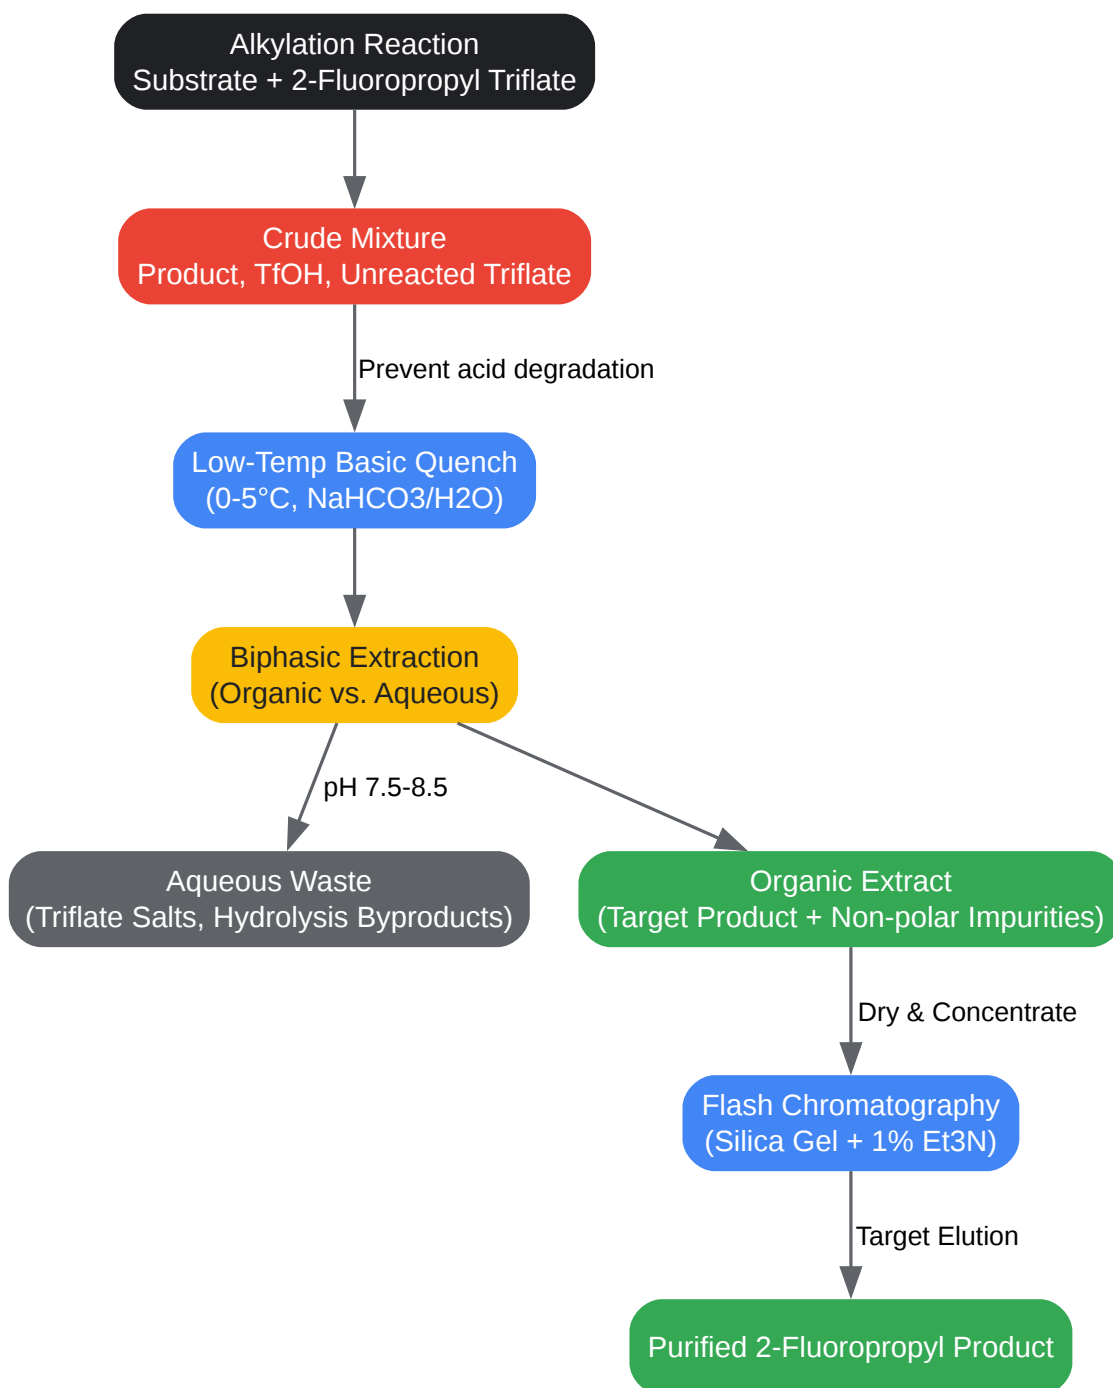 Alkylation Reaction
Substrate + 2-Fluoropropyl Triflate
Crude Mixture
Product, TfOH, Unreacted Triflate
Prevent acid degradation
Low-Temp Basic Quench
(0-5°C, NaHCO3/H2O)
Biphasic Extraction
(Organic vs. Aqueous)
pH 7.5-8.5
Aqueous Waste
(Triflate Salts, Hydrolysis Byproducts)
Organic Extract
(Target Product + Non-polar Impurities)
Dry & Concentrate
Flash Chromatography
(Silica Gel + 1% Et3N)
Target Elution
Purified 2-Fluoropropyl Product